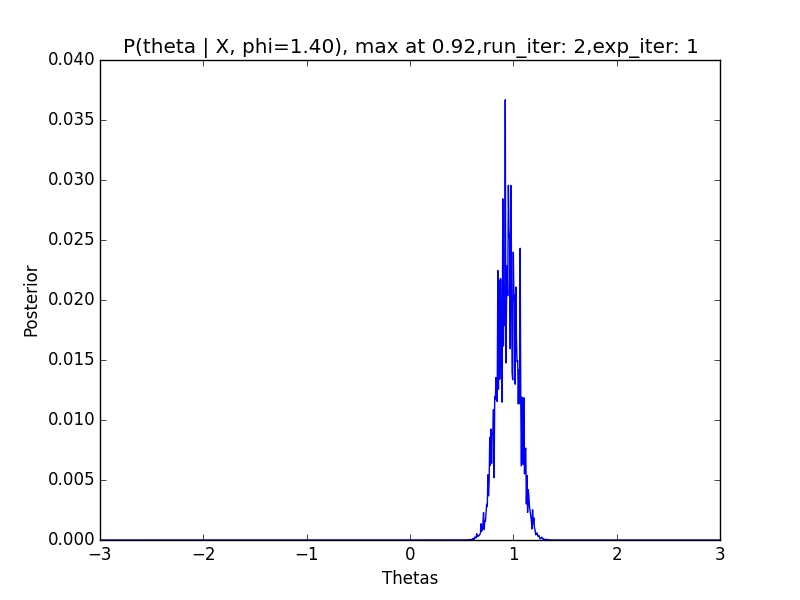 P(theta | X, phi=1.40), max at 0.92,run_iter: 2,exp_iter: 1
0.040
0.035
0.030
0.025
0.020
0.015
0.010
0.005
0.000
Posterior
−3 −2 −1 0 1 2 3
Thetas